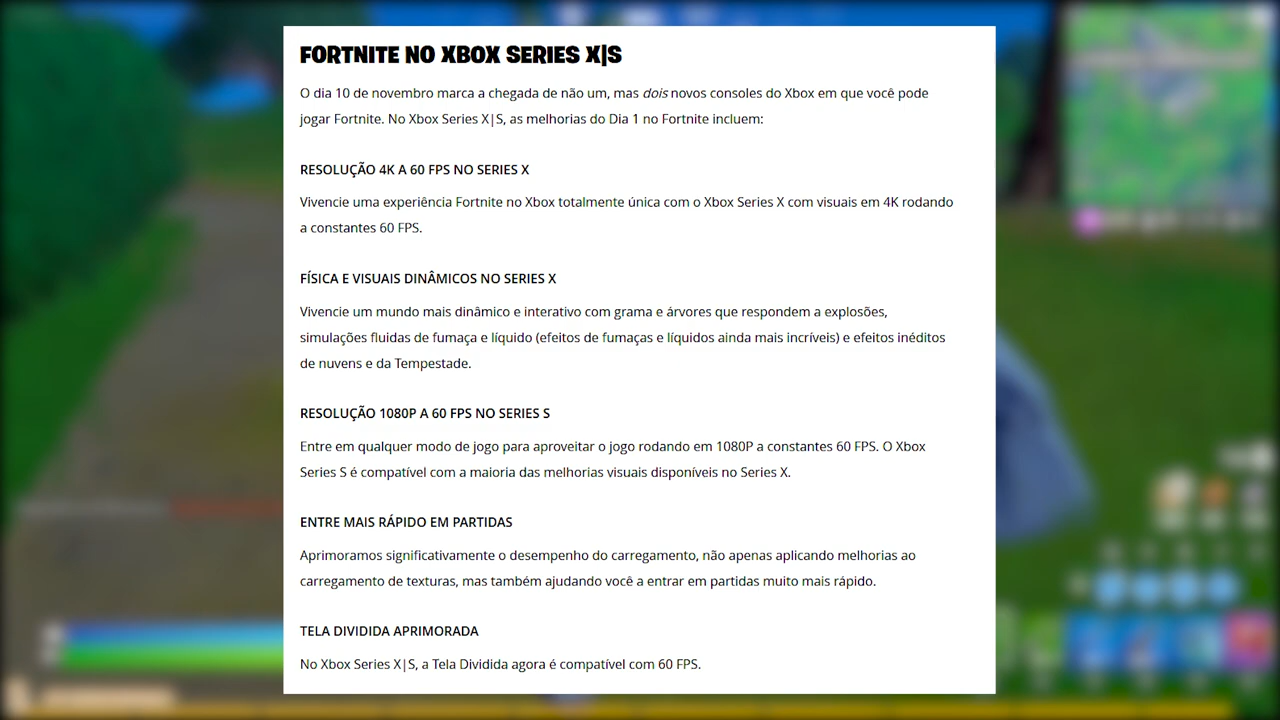 FORTNITE NO XBOX SERIES X|S
O dia 10 de novembro marca a chegada de não um, mas dois novos consoles do Xbox em que você pode
jogar Fortnite. No Xbox Series X|S, as melhorias do Dia 1 no Fortnite incluem:
RESOLUÇÃO 4K A 60 FPS NO SERIES X
Vivencie uma experiência Fortnite no Xbox totalmente única com o Xbox Series X com visuais em 4K rodando
a constantes 60 FPS.
FÍSICA E VISUAIS DINÂMICOS NO SERIES X
Vivencie um mundo mais dinâmico e interativo com grama e árvores que respondem a explosões,
simulações fluidas de fumaça e líquido (efeitos de fumaças e líquidos ainda mais incríveis) e efeitos inéditos
de nuvens e da Tempestade.
RESOLUÇÃO 1080P A 60 FPS NO SERIES S
Entre em qualquer modo de jogo para aproveitar o jogo rodando em 1080P a constantes 60 FPS. O Xbox
Series S é compatível com a maioria das melhorias visuais disponíveis no Series X.
ENTRE MAIS RÁPIDO EM PARTIDAS
Aprimoramos significativamente o desempenho do carregamento, não apenas aplicando melhorias ao
carregamento de texturas, mas também ajudando você a entrar em partidas muito mais rápido.
TELA DIVIDIDA APRIMORADA
No Xbox Series X|S, a Tela Dividida agora é compatível com 60 FPS.